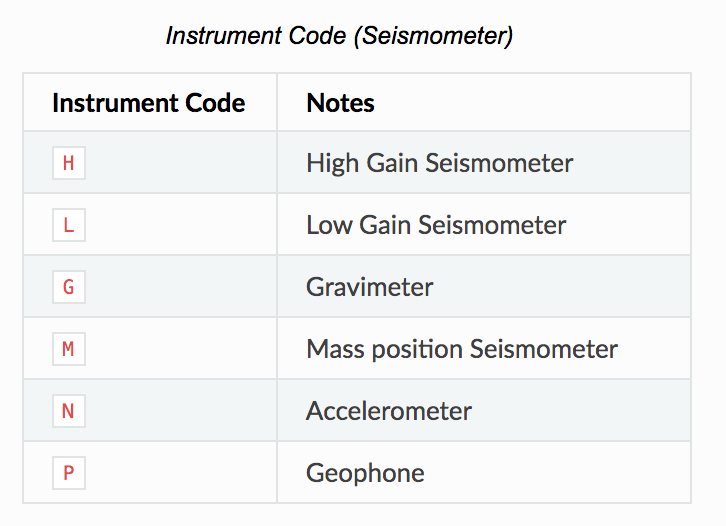 Instrument Code (Seismometer)
Instrument Code Notes
H High Gain Seismometer
L Low Gain Seismometer
G Gravimeter
M Mass position Seismometer
N Accelerometer
P Geophone